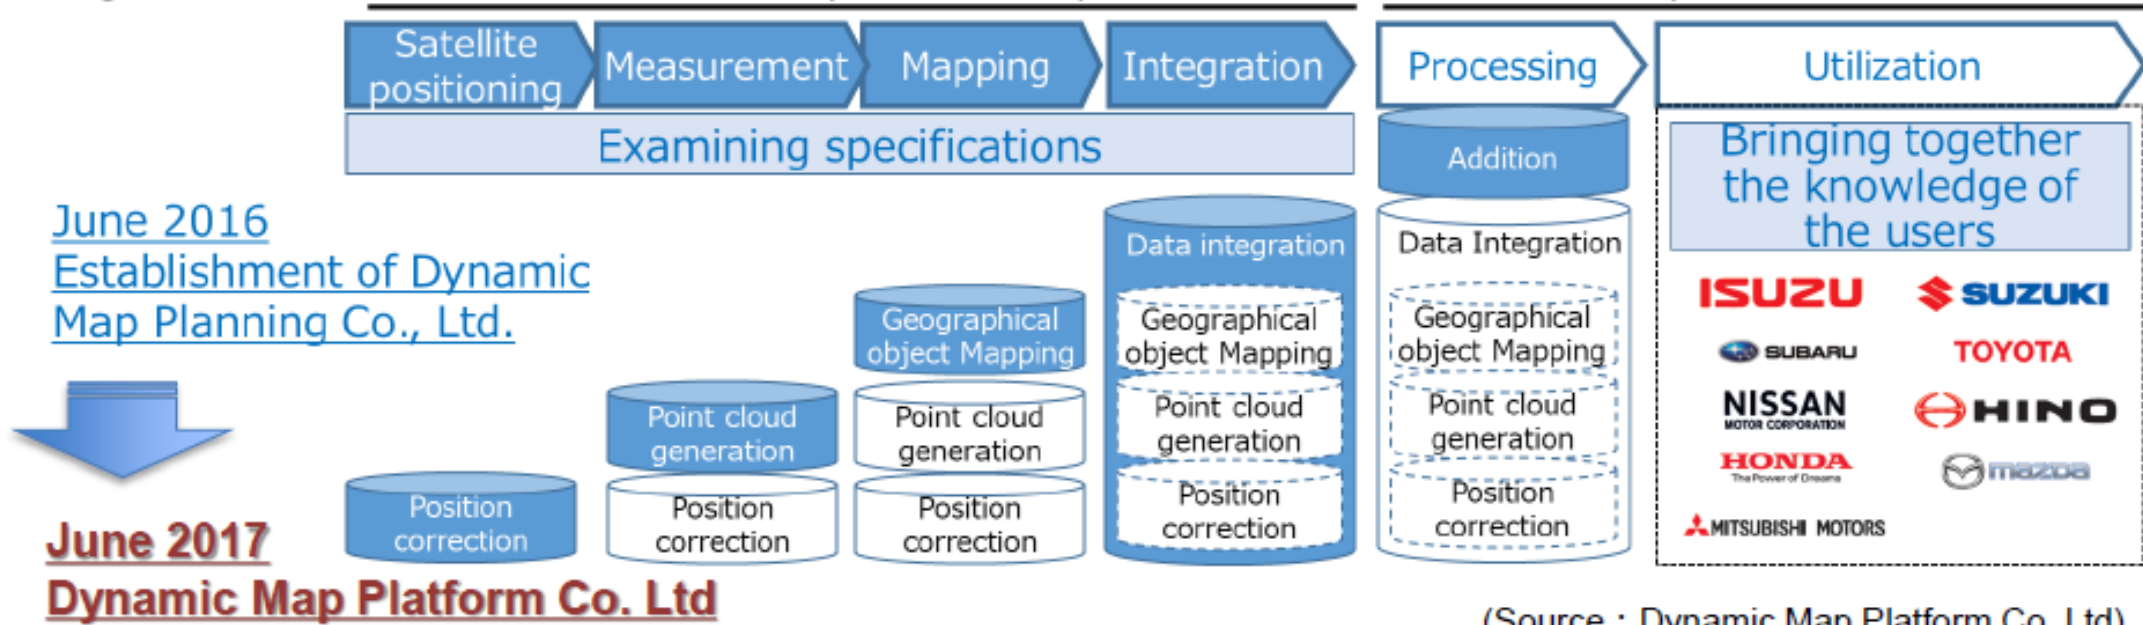 Satellite
positioning
Measurement
Mapping
Integration
Processing
Utilization
Examining specifications
Addition
Bringing together
the knowledge of
the users
June 2016
Establishment of Dynamic
Map Planning Co., Ltd.
June 2017
Dynamic Map Platform Co. Ltd
Position
correction
Point cloud
generation
Position
correction
Geographical
object Mapping
Point cloud
generation
Position
correction
Data integration
Geographical
object Mapping
Point cloud
generation
Position
correction
Data Integration
Geographical
object Mapping
Point cloud
generation
Position
correction
ISUZU
SUZUKI
SUBARU
TOYOTA
NISSAN
MOTOR CORPORATION
HINO
HONDA
The Power of Dreams
mazda
MITSUBISHI MOTORS
(Source : Dynamic Map Platform Co. Ltd)